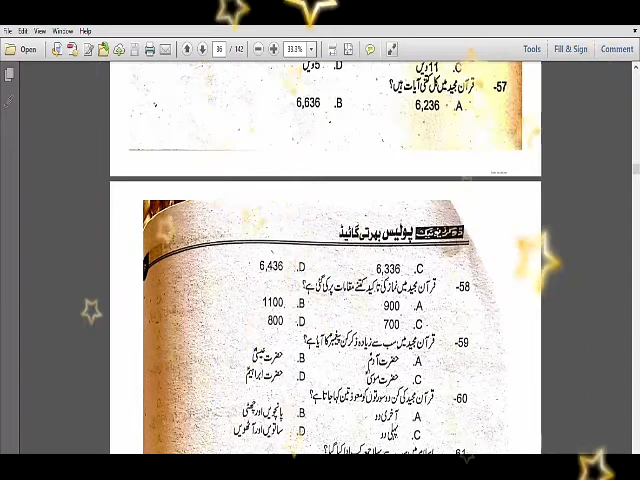 File Edit View Window Help
Open 36 / 142 33.3% Tools Fill & Sign Comment
C. 11ویں D. 5ویں
57- قرآن مجید میں کل کتنی آیات ہیں؟
A. 6,236 B. 6,636
پولیس بھرتی گائیڈ
C. 6,336 D. 6,436
58- قرآن مجید میں نماز کی تاکید کتنے مقامات پر کی گئی ہے؟
A. 900 B. 1100
C. 700 D. 800
59- قرآن مجید میں سب سے زیادہ ذکر کن پیغمبر کا آیا ہے؟
A. حضرت آدمؑ B. حضرت عیسیٰؑ
C. حضرت موسیٰؑ D. حضرت ابراہیمؑ
60- قرآن مجید کی کن دو سورتوں کو معوذتین کہا جاتا ہے؟
A. آخری دو B. پانچویں اور چھٹی
C. پہلی دو D. ساتویں اور آٹھویں
61-